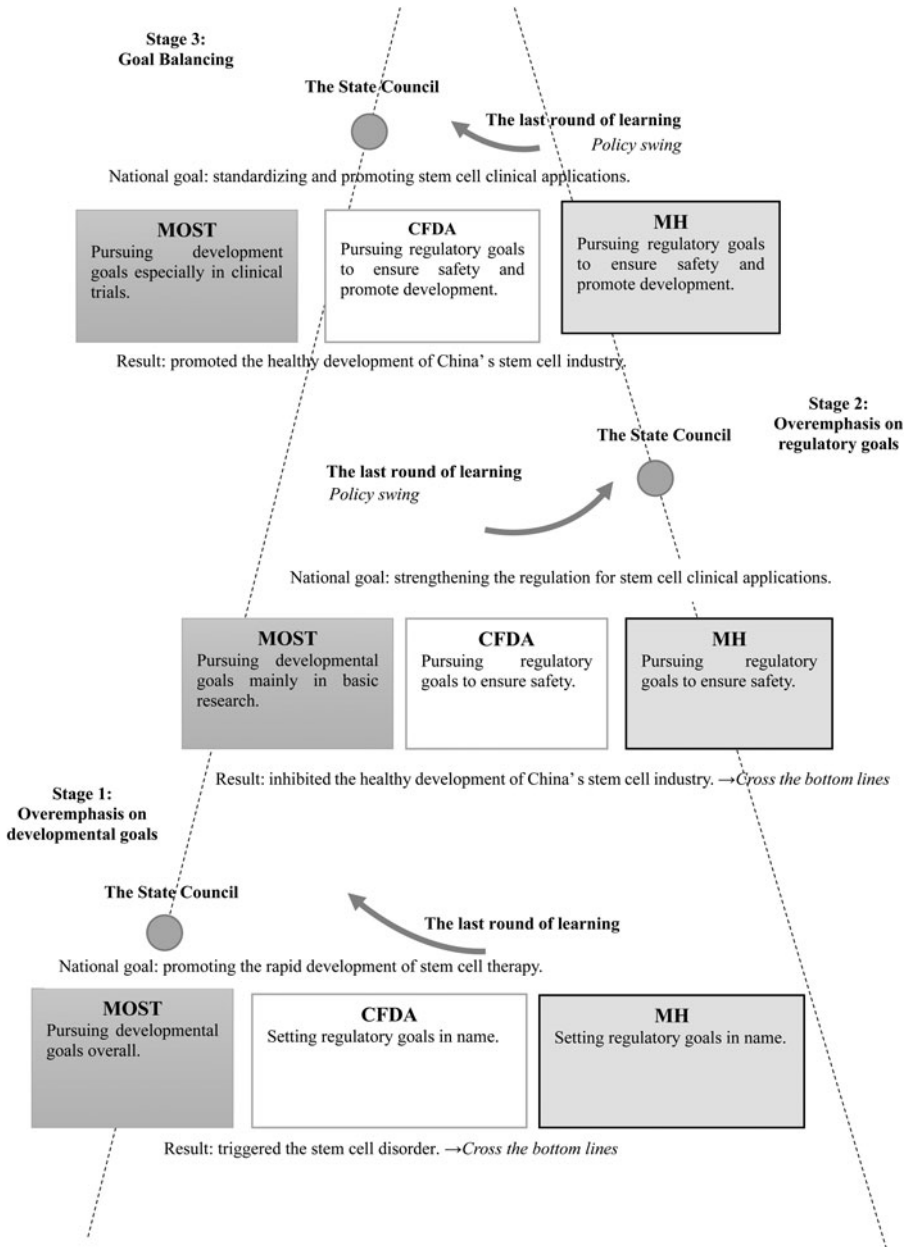 Stage 3:
Goal Balancing
The State Council
The last round of learning
Policy swing
National goal: standardizing and promoting stem cell clinical applications.
MOST
Pursuing development
goals especially in clinical
trials.
CFDA
Pursuing regulatory goals
to ensure safety and
promote development.
MH
Pursuing regulatory goals
to ensure safety and
promote development.
Result: promoted the healthy development of China's stem cell industry.
Stage 2:
Overemphasis on
regulatory goals
The State Council
The last round of learning
Policy swing
National goal: strengthening the regulation for stem cell clinical applications.
MOST
Pursuing developmental
goals mainly in basic
research.
CFDA
Pursuing regulatory
goals to ensure safety.
MH
Pursuing regulatory
goals to ensure safety.
Result: inhibited the healthy development of China's stem cell industry. →Cross the bottom lines
Stage 1:
Overemphasis on
developmental goals
The State Council
The last round of learning
National goal: promoting the rapid development of stem cell therapy.
MOST
Pursuing developmental
goals overall.
CFDA
Setting regulatory goals in name.
MH
Setting regulatory goals in name.
Result: triggered the stem cell disorder. →Cross the bottom lines